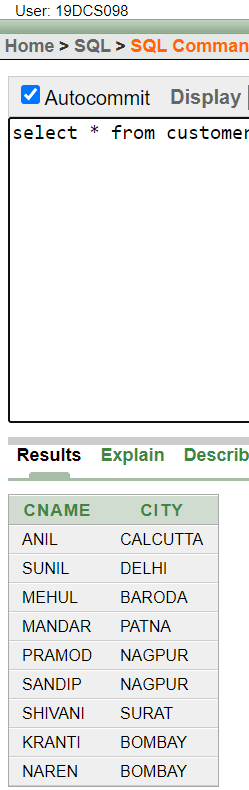 User: 19DCS098
Home > SQL > SQL Comman
Autocommit Display
select * from customer
Results Explain Describ
CNAME CITY
ANIL CALCUTTA
SUNIL DELHI
MEHUL BARODA
MANDAR PATNA
PRAMOD NAGPUR
SANDIP NAGPUR
SHIVANI SURAT
KRANTI BOMBAY
NAREN BOMBAY